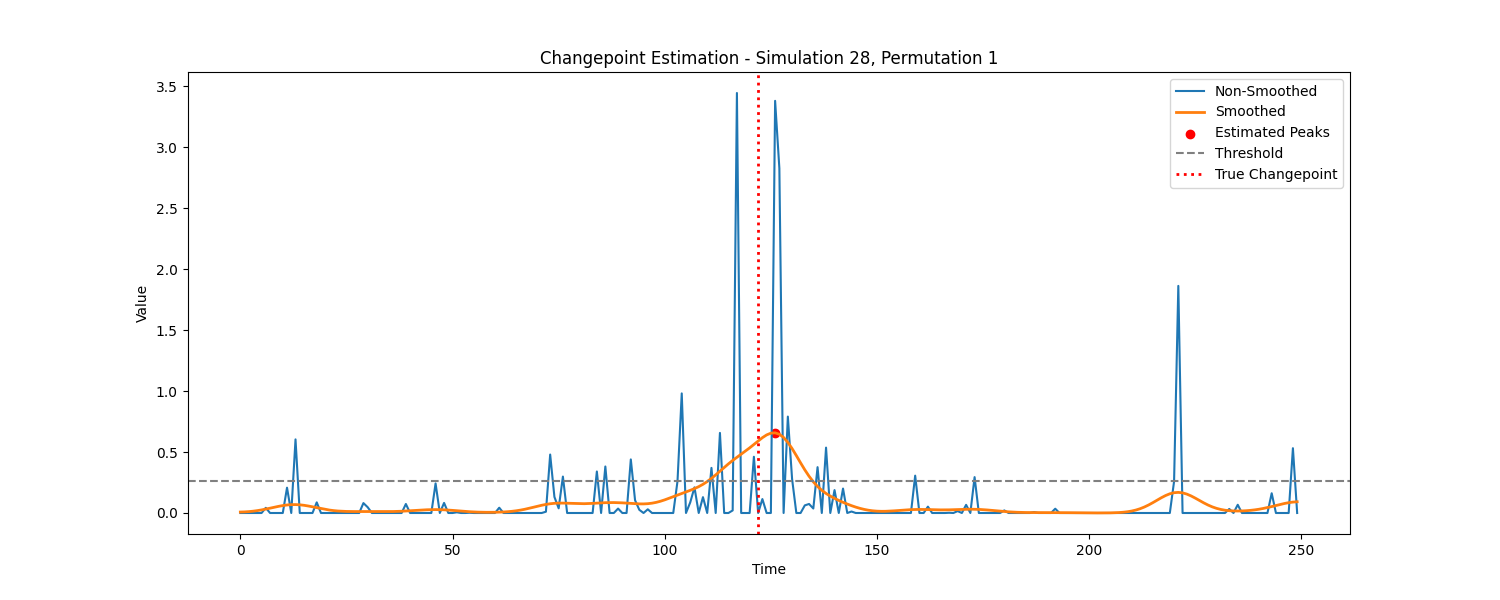 Changepoint Estimation - Simulation 28, Permutation 1
Non-Smoothed
Smoothed
Estimated Peaks
Threshold
True Changepoint
Value
3.5
3.0
2.5
2.0
1.5
1.0
0.5
0.0
0
50
100
150
200
250
Time